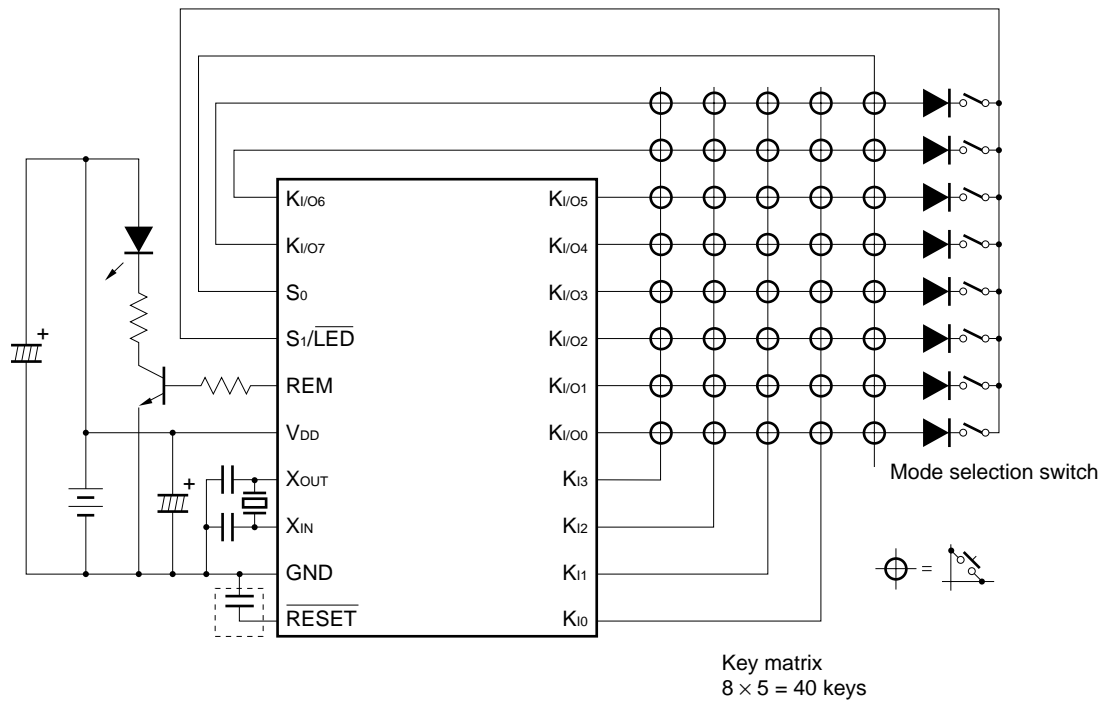 KI/O6 KI/O5
KI/O7 KI/O4
S0 KI/O3
+ S1/LED KI/O2
REM KI/O1
VDD KI/O0
+ XOUT KI3
Mode selection switch
XIN KI2
GND KI1
=
RESET KI0
Key matrix
8 × 5 = 40 keys